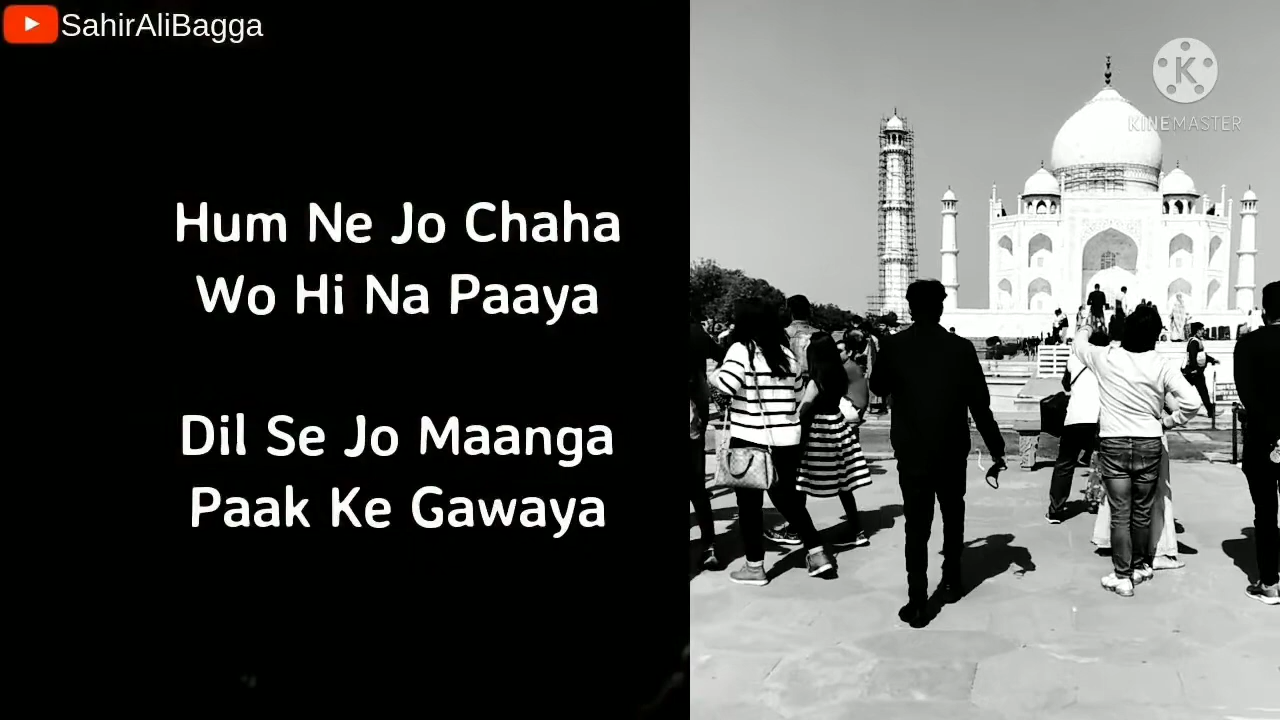 SahirAliBagga
Hum Ne Jo Chaha
Wo Hi Na Paaya
Dil Se Jo Maanga
Paak Ke Gawaya
K
KINEMASTER